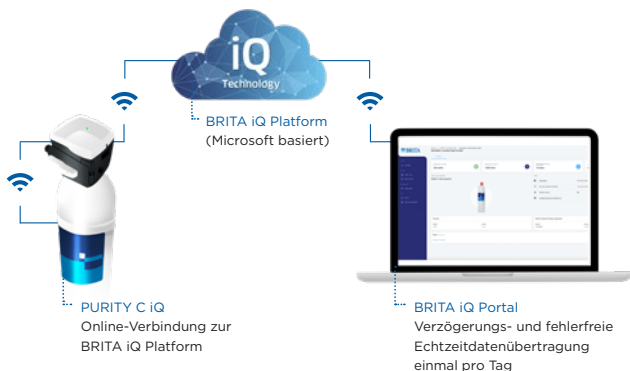 iQ
Technology
BRITA iQ Platform
(Microsoft basiert)
BRITA
PURITY C iQ
Online-Verbindung zur
BRITA iQ Platform
BRITA iQ Portal
Verzögerungs- und fehlerfreie
Echtzeitdatenübertragung
einmal pro Tag